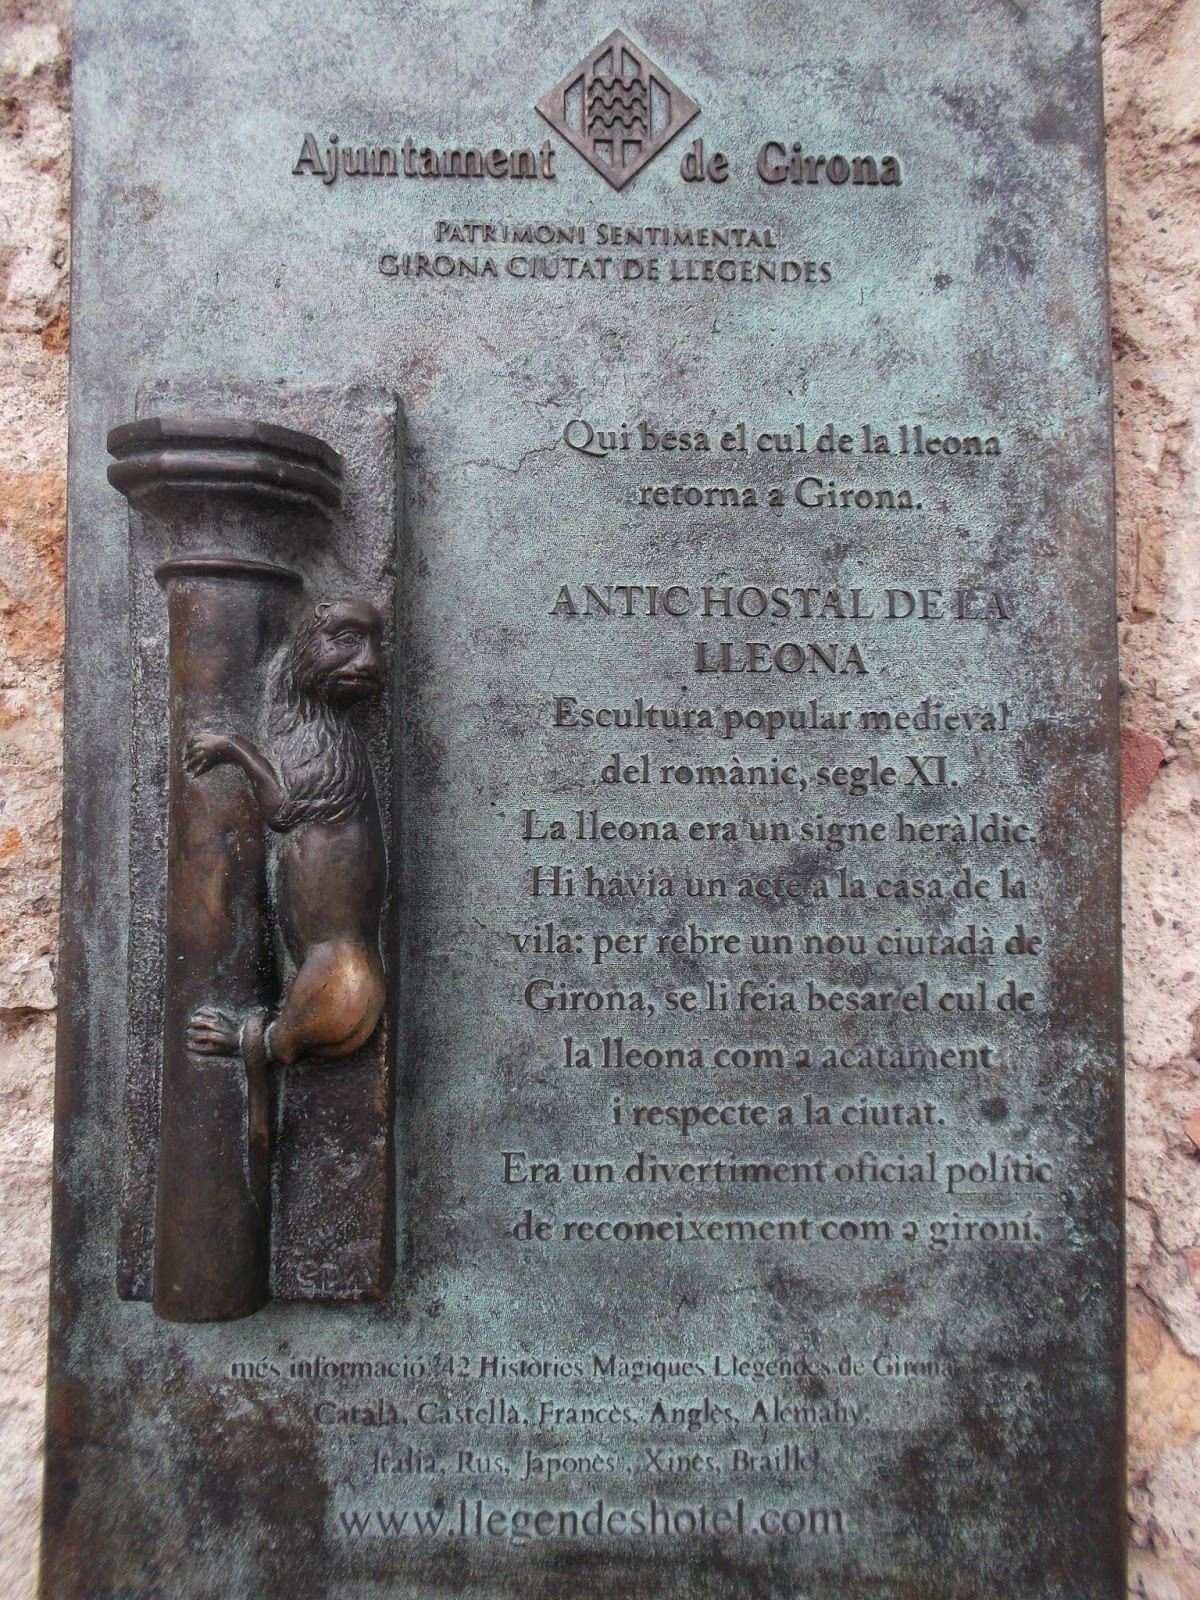 Ajuntament de Girona
PATRIMONI SENTIMENTAL
GIRONA CIUTAT DE LLEGENDES
Qui besa el cul de la lleona
retorna a Girona.
ANTIC HOSTAL DE LA
LLEONA
Escultura popular medieval
del romànic, segle XI.
La lleona era un signe heràldic.
Hi havia un acte a la casa de la
vila: per rebre un nou ciutadà de
Girona, se li feia besar el cul de
la lleona com a acatament
i respecte a la ciutat.
Era un divertiment oficial polític
de reconeixement com a gironí.
més informació: 42 Histories Màgiques Llegendes de Girona
Català, Castellà, Francès, Anglès, Alemany,
Italià, Rus, Japonès, Xinès, Braille
www.llegendeshotel.com